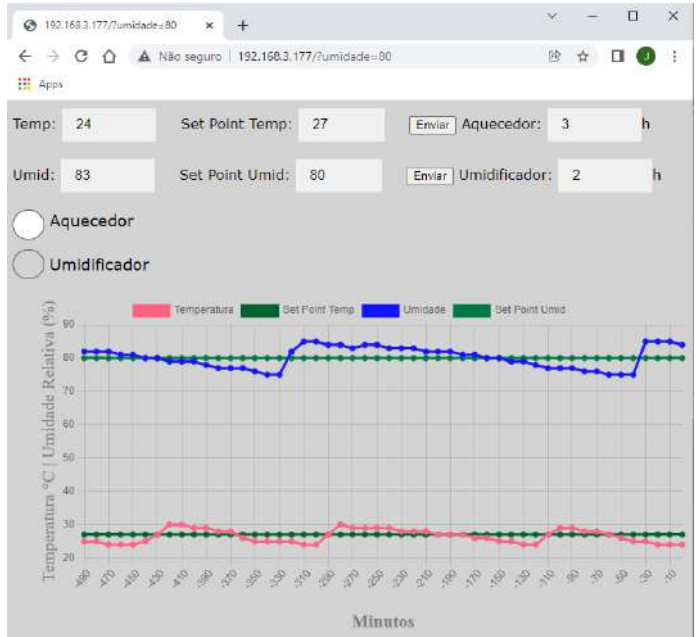 192.168.3.177/?umidade=80
Não seguro | 192.168.3.177/?umidade=80
J
Apps
Temp: 24 Set Point Temp: 27 Enviar Aquecedor: 3 h
Umid: 83 Set Point Umid: 80 Enviar Umidificador: 2 h
Aquecedor
Umidificador
Temperatura Set Point Temp Umidade Set Point Umid
Temperatura °C | Umidade Relativa (%)
90
80
70
60
50
40
30
20
-490 -470 -450 -430 -410 -390 -370 -350 -330 -310 -290 -270 -250 -230 -210 -190 -170 -150 -130 -110 -90 -70 -50 -30 -10
Minutos